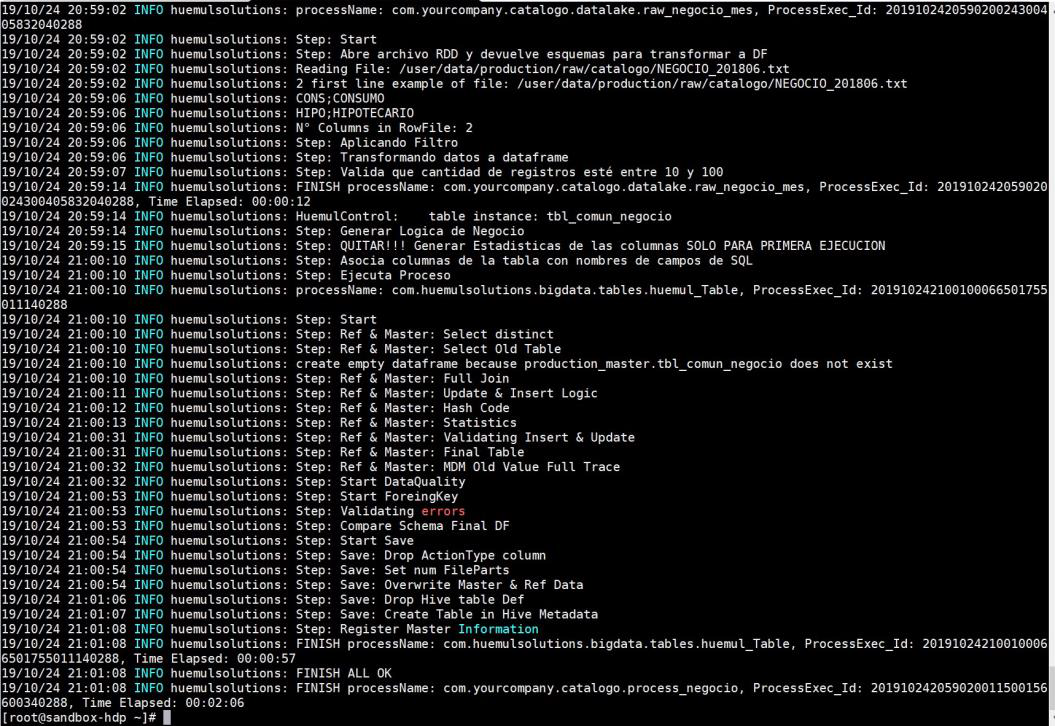 19/10/24 20:59:02 INFO huemulsolutions: processName: com.yourcompany.catalogo.datalake.raw_negocio_mes, ProcessExec_Id: 2019102420590200243004
05832040288
19/10/24 20:59:02 INFO huemulsolutions: Step: Start
19/10/24 20:59:02 INFO huemulsolutions: Step: Abre archivo RDD y devuelve esquemas para transformar a DF
19/10/24 20:59:02 INFO huemulsolutions: Reading File: /user/data/production/raw/catalogo/NEGOCIO_201806.txt
19/10/24 20:59:02 INFO huemulsolutions: 2 first line example of file: /user/data/production/raw/catalogo/NEGOCIO_201806.txt
19/10/24 20:59:06 INFO huemulsolutions: CONS;CONSUMO
19/10/24 20:59:06 INFO huemulsolutions: HIPO;HIPOTECARIO
19/10/24 20:59:06 INFO huemulsolutions: N° Columns in RowFile: 2
19/10/24 20:59:06 INFO huemulsolutions: Step: Aplicando Filtro
19/10/24 20:59:06 INFO huemulsolutions: Step: Transformando datos a dataframe
19/10/24 20:59:07 INFO huemulsolutions: Step: Valida que cantidad de registros esté entre 10 y 100
19/10/24 20:59:14 INFO huemulsolutions: FINISH processName: com.yourcompany.catalogo.datalake.raw_negocio_mes, ProcessExec_Id: 201910242059020
024300405832040288, Time Elapsed: 00:00:12
19/10/24 20:59:14 INFO huemulsolutions: HuemulControl:    table instance: tbl_comun_negocio
19/10/24 20:59:14 INFO huemulsolutions: Step: Generar Logica de Negocio
19/10/24 20:59:15 INFO huemulsolutions: Step: QUITAR!!! Generar Estadisticas de las columnas SOLO PARA PRIMERA EJECUCION
19/10/24 21:00:10 INFO huemulsolutions: Step: Asocia columnas de la tabla con nombres de campos de SQL
19/10/24 21:00:10 INFO huemulsolutions: Step: Ejecuta Proceso
19/10/24 21:00:10 INFO huemulsolutions: processName: com.huemulsolutions.bigdata.tables.huemul_Table, ProcessExec_Id: 201910242100100066501755
011140288
19/10/24 21:00:10 INFO huemulsolutions: Step: Start
19/10/24 21:00:10 INFO huemulsolutions: Step: Ref & Master: Select distinct
19/10/24 21:00:10 INFO huemulsolutions: Step: Ref & Master: Select Old Table
19/10/24 21:00:10 INFO huemulsolutions: create empty dataframe because production_master.tbl_comun_negocio does not exist
19/10/24 21:00:10 INFO huemulsolutions: Step: Ref & Master: Full Join
19/10/24 21:00:11 INFO huemulsolutions: Step: Ref & Master: Update & Insert Logic
19/10/24 21:00:12 INFO huemulsolutions: Step: Ref & Master: Hash Code
19/10/24 21:00:13 INFO huemulsolutions: Step: Ref & Master: Statistics
19/10/24 21:00:31 INFO huemulsolutions: Step: Ref & Master: Validating Insert & Update
19/10/24 21:00:31 INFO huemulsolutions: Step: Ref & Master: Final Table
19/10/24 21:00:32 INFO huemulsolutions: Step: Ref & Master: MDM Old Value Full Trace
19/10/24 21:00:32 INFO huemulsolutions: Step: Start DataQuality
19/10/24 21:00:53 INFO huemulsolutions: Step: Start ForeingKey
19/10/24 21:00:53 INFO huemulsolutions: Step: Validating errors
19/10/24 21:00:53 INFO huemulsolutions: Step: Compare Schema Final DF
19/10/24 21:00:54 INFO huemulsolutions: Step: Start Save
19/10/24 21:00:54 INFO huemulsolutions: Step: Save: Drop ActionType column
19/10/24 21:00:54 INFO huemulsolutions: Step: Save: Set num FileParts
19/10/24 21:00:54 INFO huemulsolutions: Step: Save: Overwrite Master & Ref Data
19/10/24 21:01:06 INFO huemulsolutions: Step: Save: Drop Hive table Def
19/10/24 21:01:07 INFO huemulsolutions: Step: Save: Create Table in Hive Metadata
19/10/24 21:01:08 INFO huemulsolutions: Step: Register Master Information
19/10/24 21:01:08 INFO huemulsolutions: FINISH processName: com.huemulsolutions.bigdata.tables.huemul_Table, ProcessExec_Id: 20191024210010006
6501755011140288, Time Elapsed: 00:00:57
19/10/24 21:01:08 INFO huemulsolutions: FINISH ALL OK
19/10/24 21:01:08 INFO huemulsolutions: FINISH processName: com.yourcompany.catalogo.process_negocio, ProcessExec_Id: 201910242059020011500156
600340288, Time Elapsed: 00:02:06
[root@sandbox-hdp ~]#